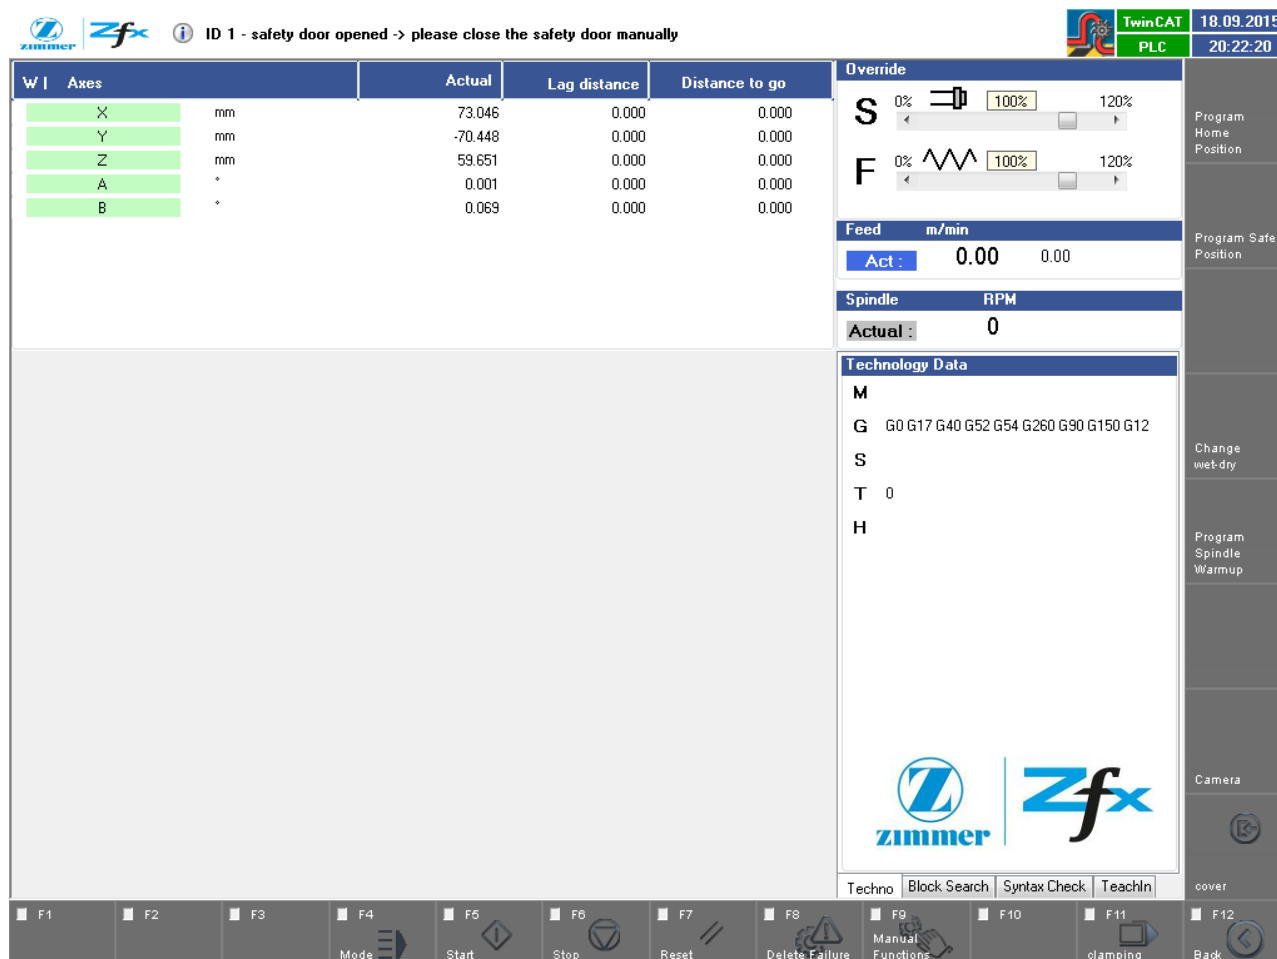 zimmer Zfx ID 1 - safety door opened -> please close the safety door manually TwinCAT 18.09.2015
PLC 20:22:20
W I Axes Actual Lag distance Distance to go
X mm 73.046 0.000 0.000
Y mm -70.448 0.000 0.000
Z mm 59.651 0.000 0.000
A ° 0.001 0.000 0.000
B ° 0.069 0.000 0.000
Override
S 0% 100% 120%
F 0% 100% 120%
Feed m/min
Act : 0.00 0.00
Spindle RPM
Actual : 0
Technology Data
M
G G0 G17 G40 G52 G54 G260 G90 G150 G12
S
T 0
H
zimmer Zfx
Techno Block Search Syntax Check TeachIn
Program
Home
Position
Program Safe
Position
Change
wet-dry
Program
Spindle
Warmup
Camera
cover
F1 F2 F3 F4 F5 F6 F7 F8 F9 F10 F11 F12
Mode Start Stop Reset Delete Failure Manual
Functions clamping Back